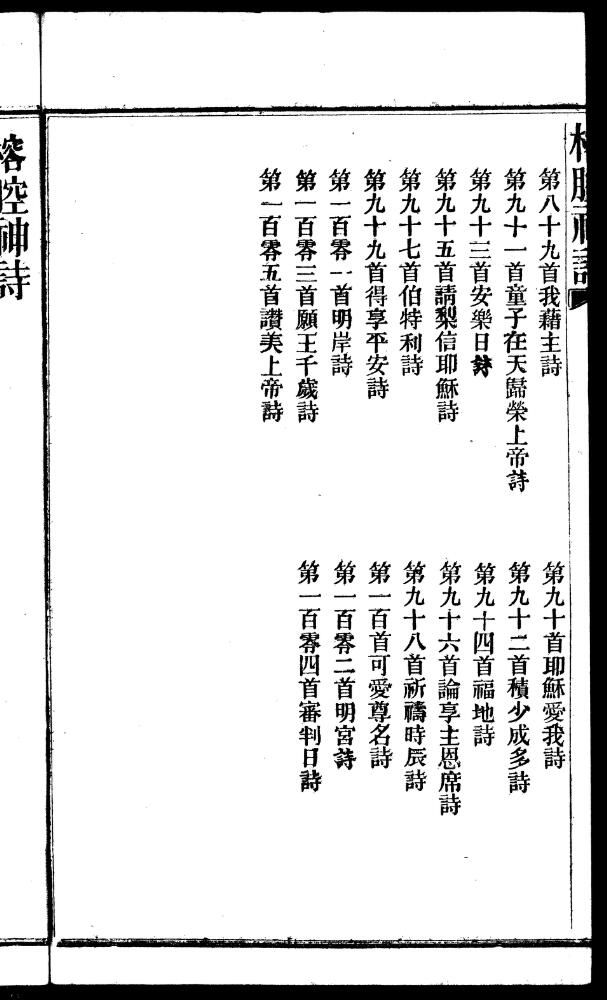 榕腔神詩
第八十九首我藉主詩
第九十首耶穌愛我詩
第九十一首童子在天歸榮上帝詩
第九十二首積少成多詩
第九十三首安樂日詩
第九十四首福地詩
第九十五首請梨信耶穌詩
第九十六首論享主恩席詩
第九十七首伯特利詩
第九十八首祈禱時辰詩
第九十九首得享平安詩
第一百首可愛尊名詩
第一百零一首明岸詩
第一百零二首明宮詩
第一百零三首願王千歲詩
第一百零四首審判日詩
第一百零五首讚美上帝詩
榕腔神詩